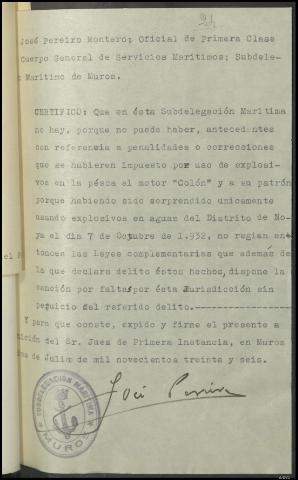 24
José Pereiro Montero; Oficial de Primera Clase
Cuerpo General de Servicios Marítimos; Subdele-
Marítimo de Muros.
CERTIFICO: Que en ésta Subdelegación Marítima
no hay, porque no puede haber, antecedentes
con referencia a penalidades o correcciones
que se hubieren impuesto por uso de explosi-
vos en la pésca al motor "Colón" y a su patrón
porque habiendo sido sorprendido unicamente
usando explosivos en aguas del Distrito de No-
ya el día 7 de Octubre de 1.932, no regían en-
tonces las Leyes complementarias que además de
la que declara delito éstos hechos, dispone la
sanción por faltas por ésta Jurisdicción sin
perjuicio del referido delito.
Y para que conste, expido y firmo el presente a
ición del Sr. Juez de Primera Instancia, en Muros
de Julio de mil novecientos treinta y seis.
José Pereiro
SUBDELEGACION MARITIMA
MUROS